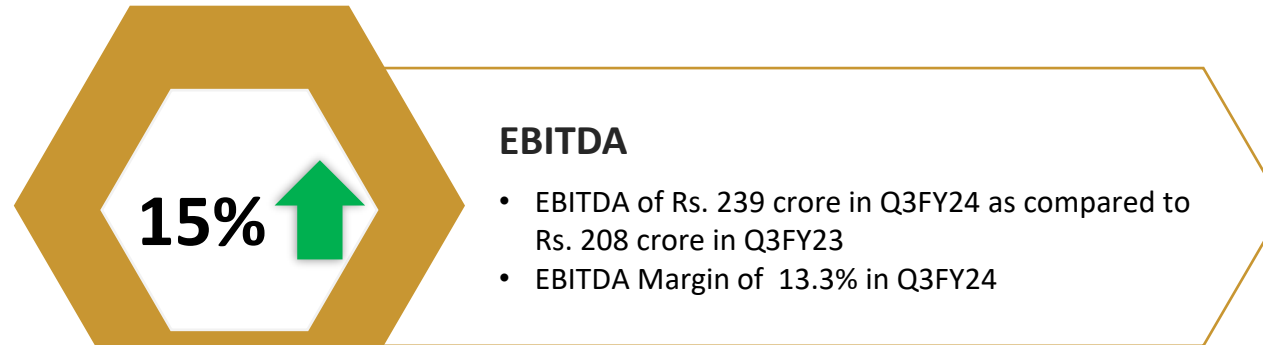 15%
EBITDA
• EBITDA of Rs. 239 crore in Q3FY24 as compared to
Rs. 208 crore in Q3FY23
• EBITDA Margin of  13.3% in Q3FY24